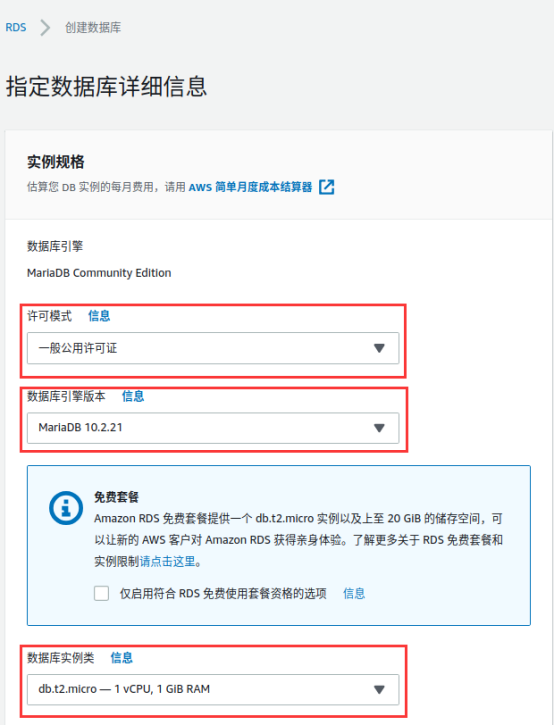 RDS > 创建数据库
指定数据库详细信息
实例规格
估算您 DB 实例的每月费用，请用 AWS 简单月度成本结算器
数据库引擎
MariaDB Community Edition
许可模式 信息
一般公用许可证
数据库引擎版本 信息
MariaDB 10.2.21
免费套餐
Amazon RDS 免费套餐提供一个 db.t2.micro 实例以及上至 20 GiB 的储存空间，可
以让新的 AWS 客户对 Amazon RDS 获得亲身体验。了解更多关于 RDS 免费套餐和
实例限制请点击这里。
仅启用符合 RDS 免费使用套餐资格的选项 信息
数据库实例类 信息
db.t2.micro — 1 vCPU, 1 GiB RAM